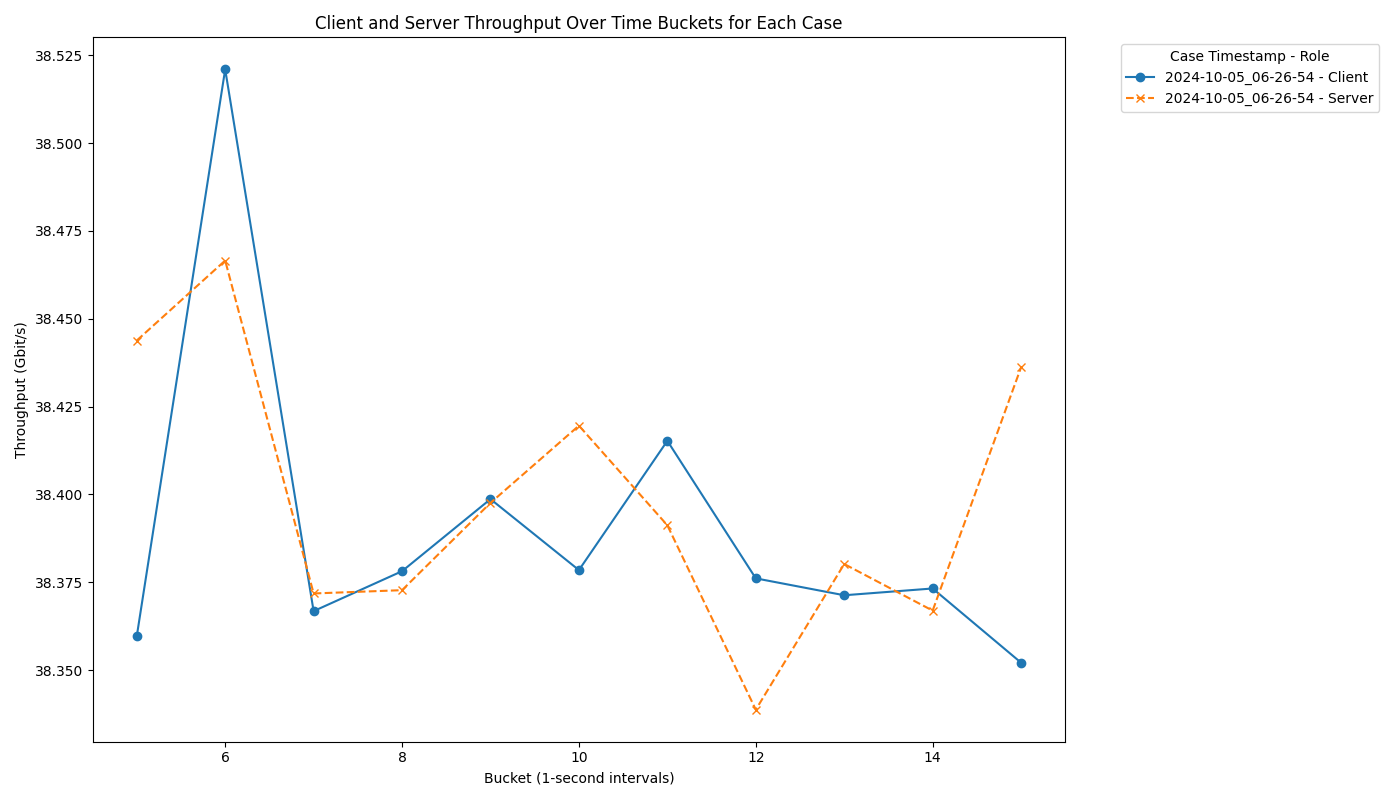 Client and Server Throughput Over Time Buckets for Each Case
Case Timestamp - Role
2024-10-05_06-26-54 - Client
2024-10-05_06-26-54 - Server
Throughput (Gbit/s)
38.525
38.500
38.475
38.450
38.425
38.400
38.375
38.350
6 8 10 12 14
Bucket (1-second intervals)